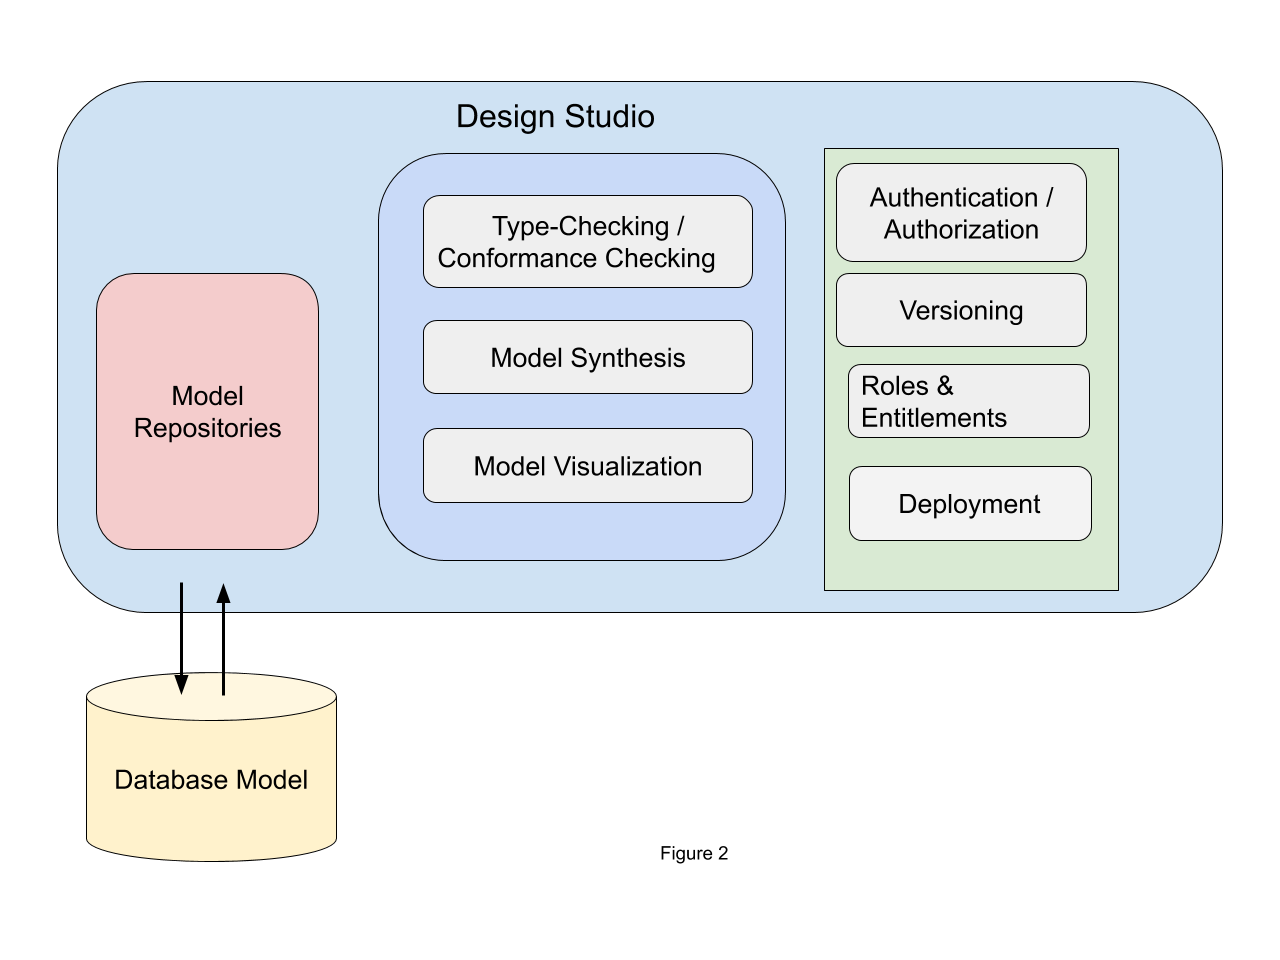 Design Studio
Model
Repositories
Type-Checking /
Conformance Checking
Model Synthesis
Model Visualization
Authentication /
Authorization
Versioning
Roles &
Entitlements
Deployment
Database Model
Figure 2